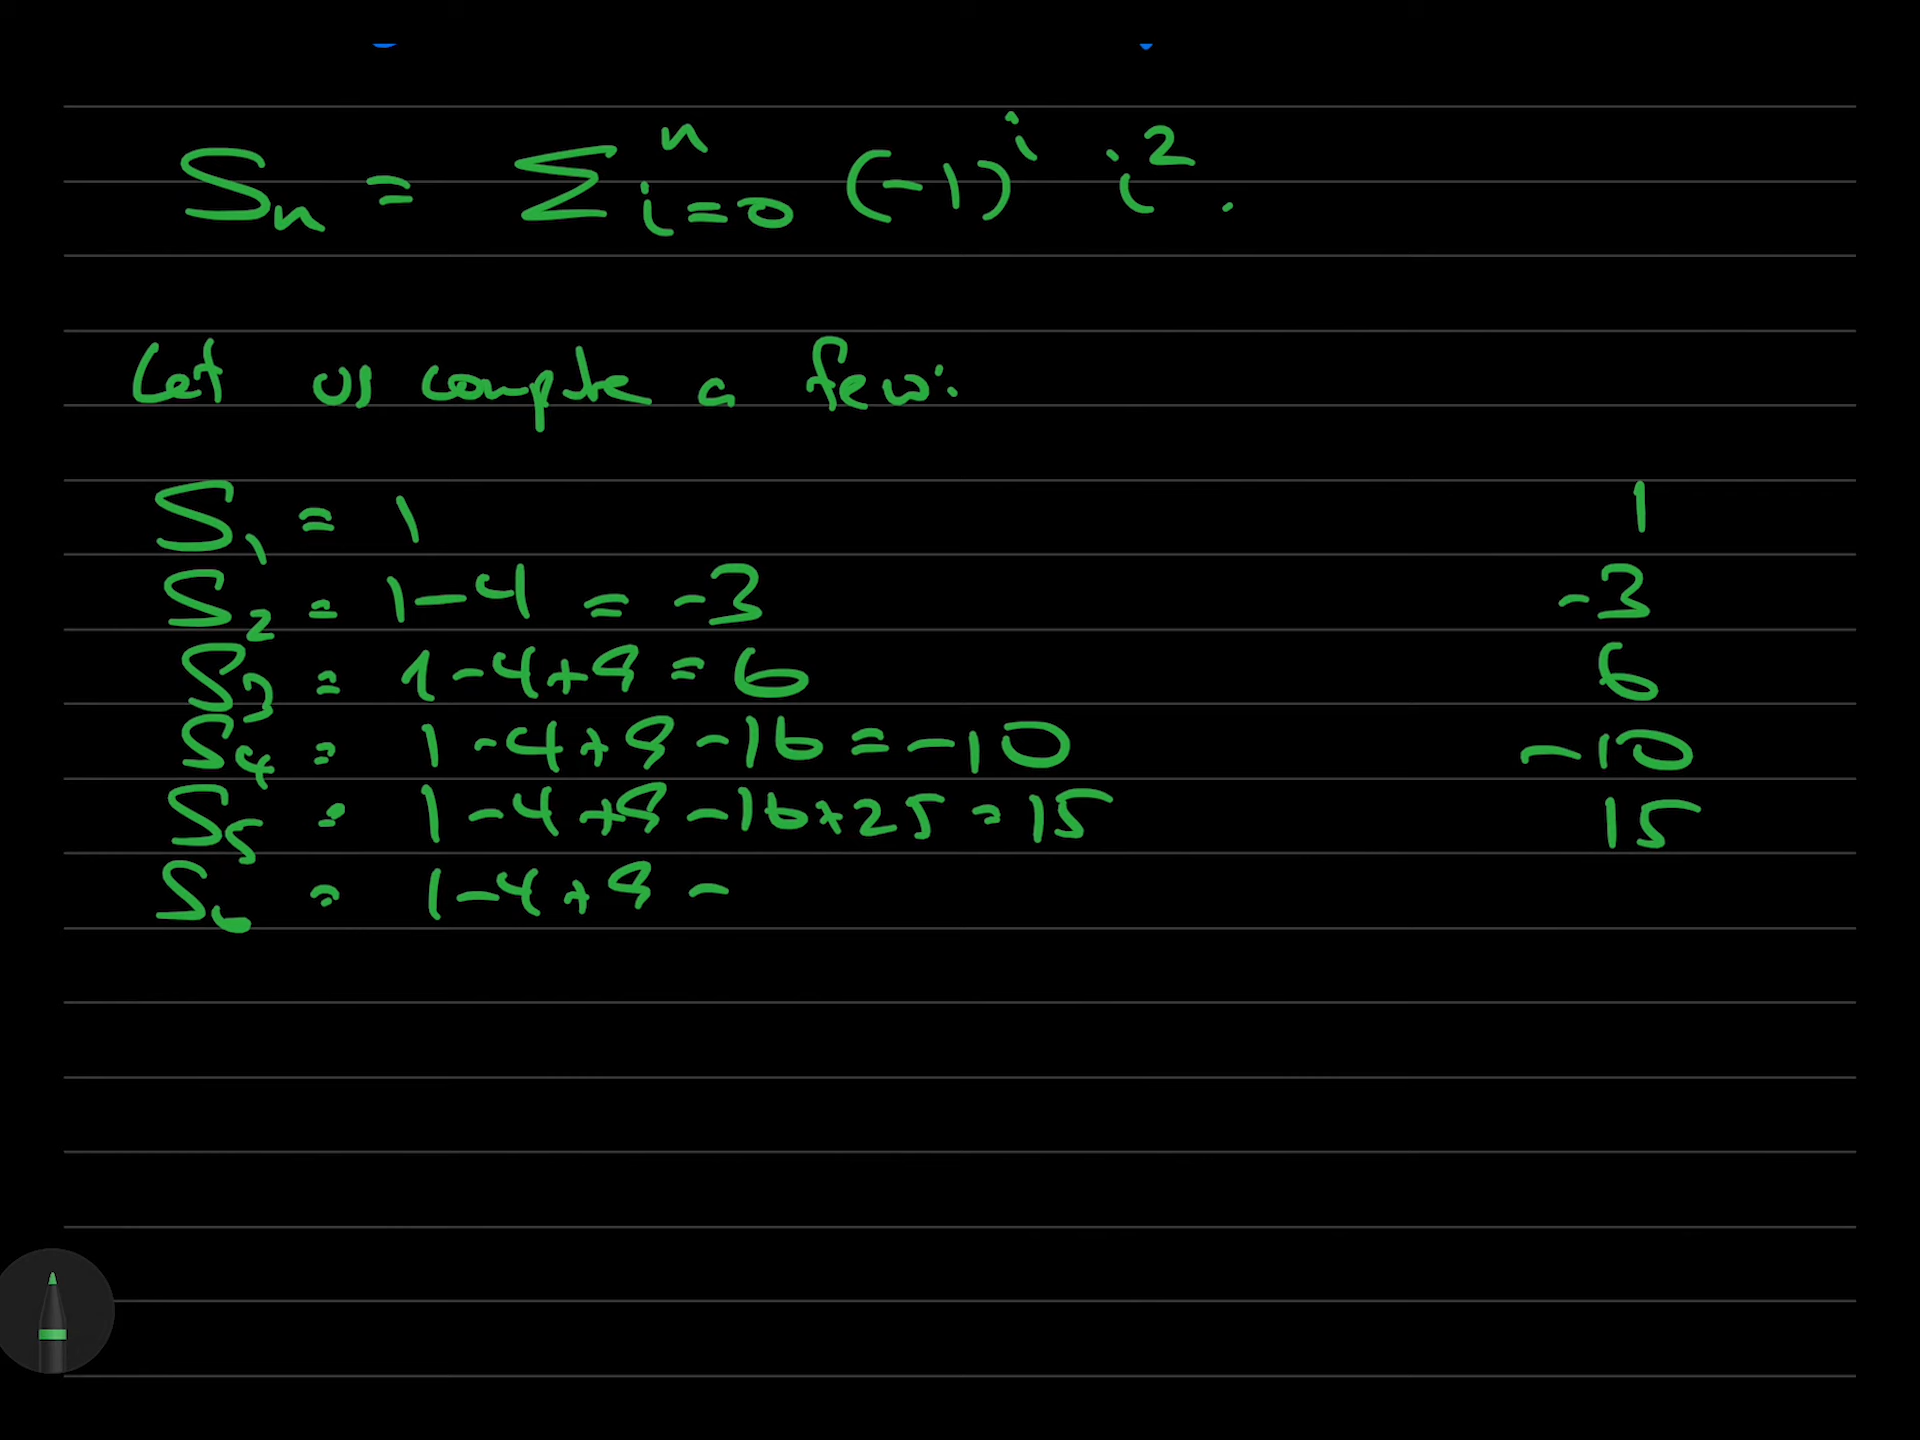 Sₙ = Σᵢ₌₀ⁿ (-1)ⁱ i².
Let us compute a few:
S₁ = 1 1
S₂ = 1-4 = -3 -3
S₃ = 1-4+9 = 6 6
S₄ = 1-4+9-16 = -10 -10
S₅ = 1-4+9-16+25 = 15 15
S₆ = 1-4+9-